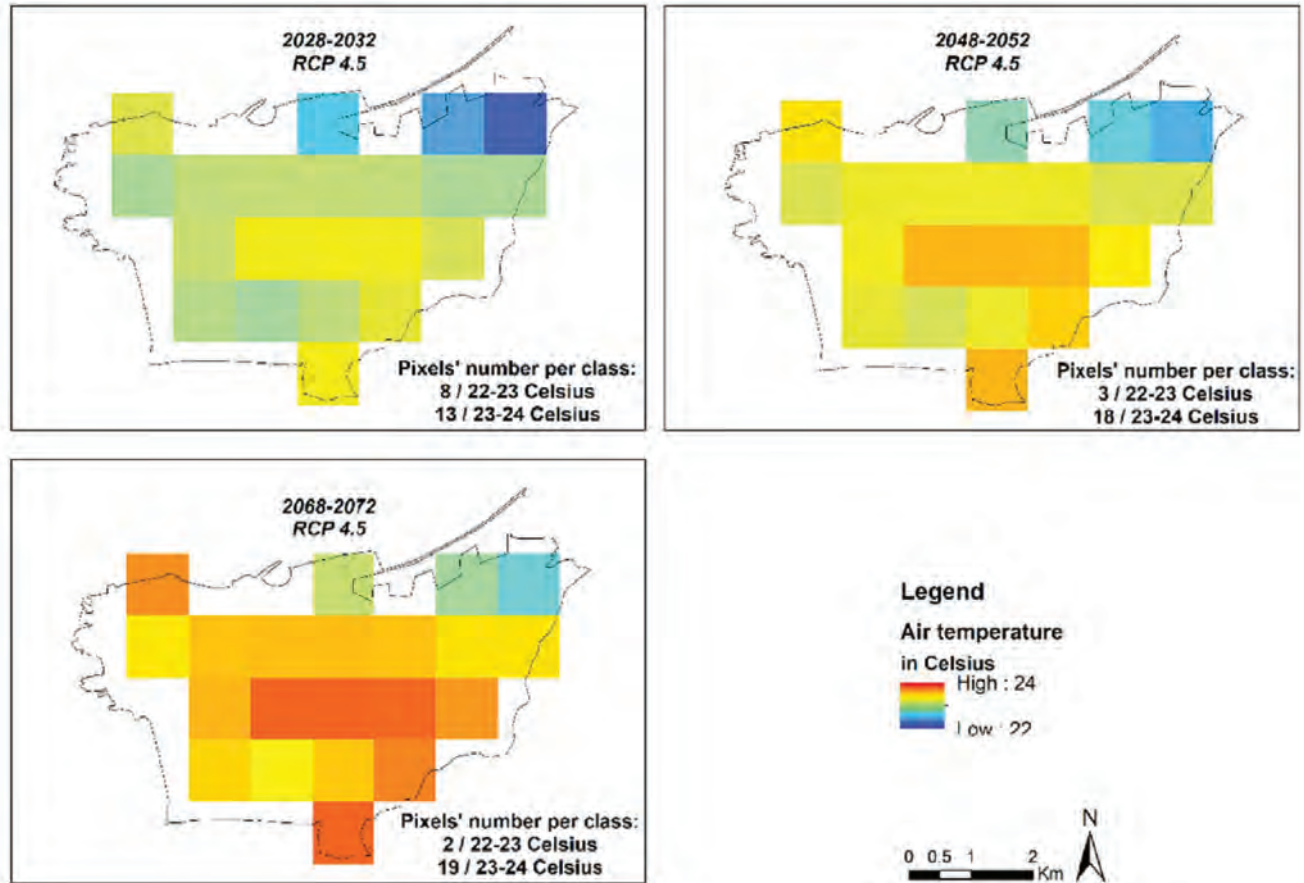 2028-2032
RCP 4.5
Pixels' number per class:
8 / 22-23 Celsius
13 / 23-24 Celsius
2048-2052
RCP 4.5
Pixels' number per class:
3 / 22-23 Celsius
18 / 23-24 Celsius
2068-2072
RCP 4.5
Pixels' number per class:
2 / 22-23 Celsius
19 / 23-24 Celsius
Legend
Air temperature
in Celsius
High : 24
Low : 22
N
0 0.5 1 2
Km